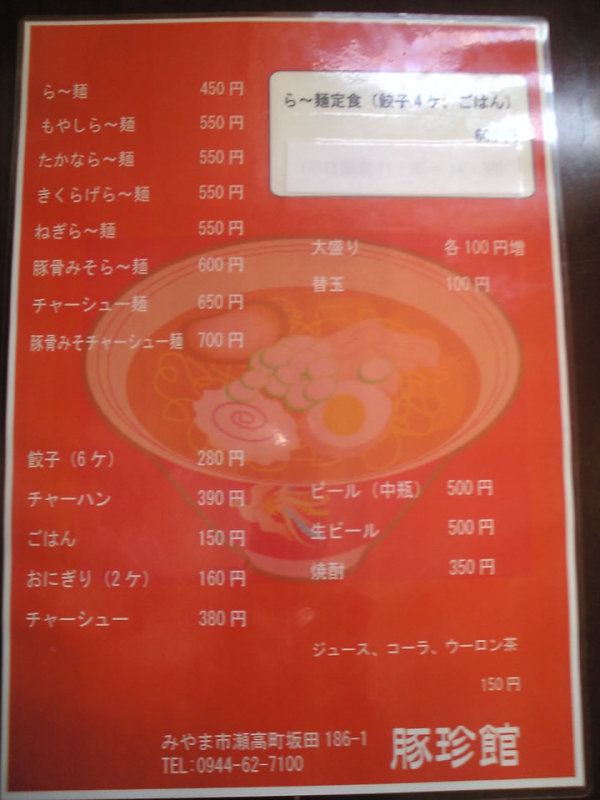 ら〜麺 450円
もやしら〜麺 550円
たかなら〜麺 550円
きくらげら〜麺 550円
ねぎら〜麺 550円
豚骨みそら〜麺 600円
チャーシュー麺 650円
豚骨みそチャーシュー麺 700円
ら〜麺定食（餃子4ケ、ごはん）
大盛り 各100円増
替玉 100円
餃子（6ケ） 280円
チャーハン 390円
ごはん 150円
おにぎり（2ケ） 160円
チャーシュー 380円
ビール（中瓶） 500円
生ビール 500円
焼酎 350円
ジュース、コーラ、ウーロン茶
150円
みやま市瀬高町坂田186-1
TEL:0944-62-7100
豚珍館